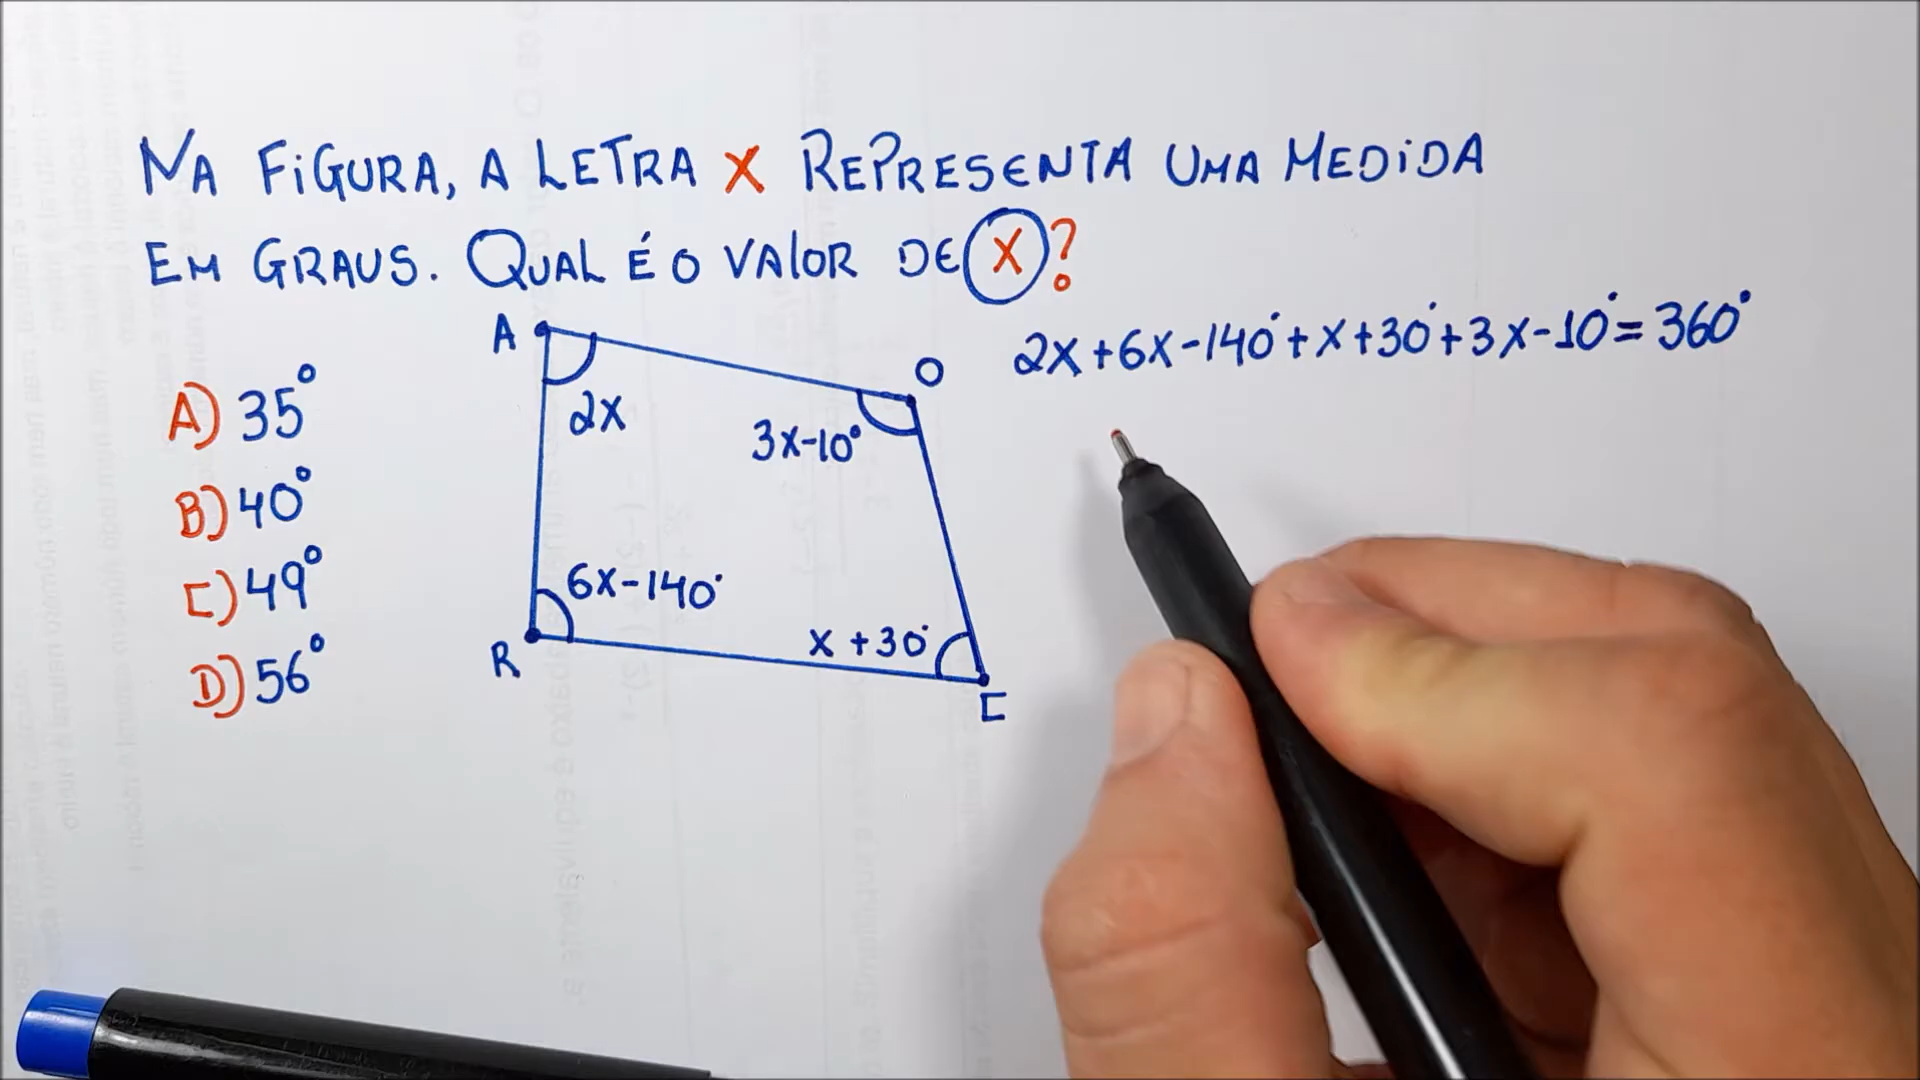 NA FIGURA, A LETRA X REPRESENTA UMA MEDIDA
EM GRAUS. QUAL É O VALOR DE X?
2x+6x-140°+x+30°+3x-10°=360°
A) 35°
B) 40°
C) 49°
D) 56°
A
O
2x
3x-10°
6x-140°
x+30°
R
C